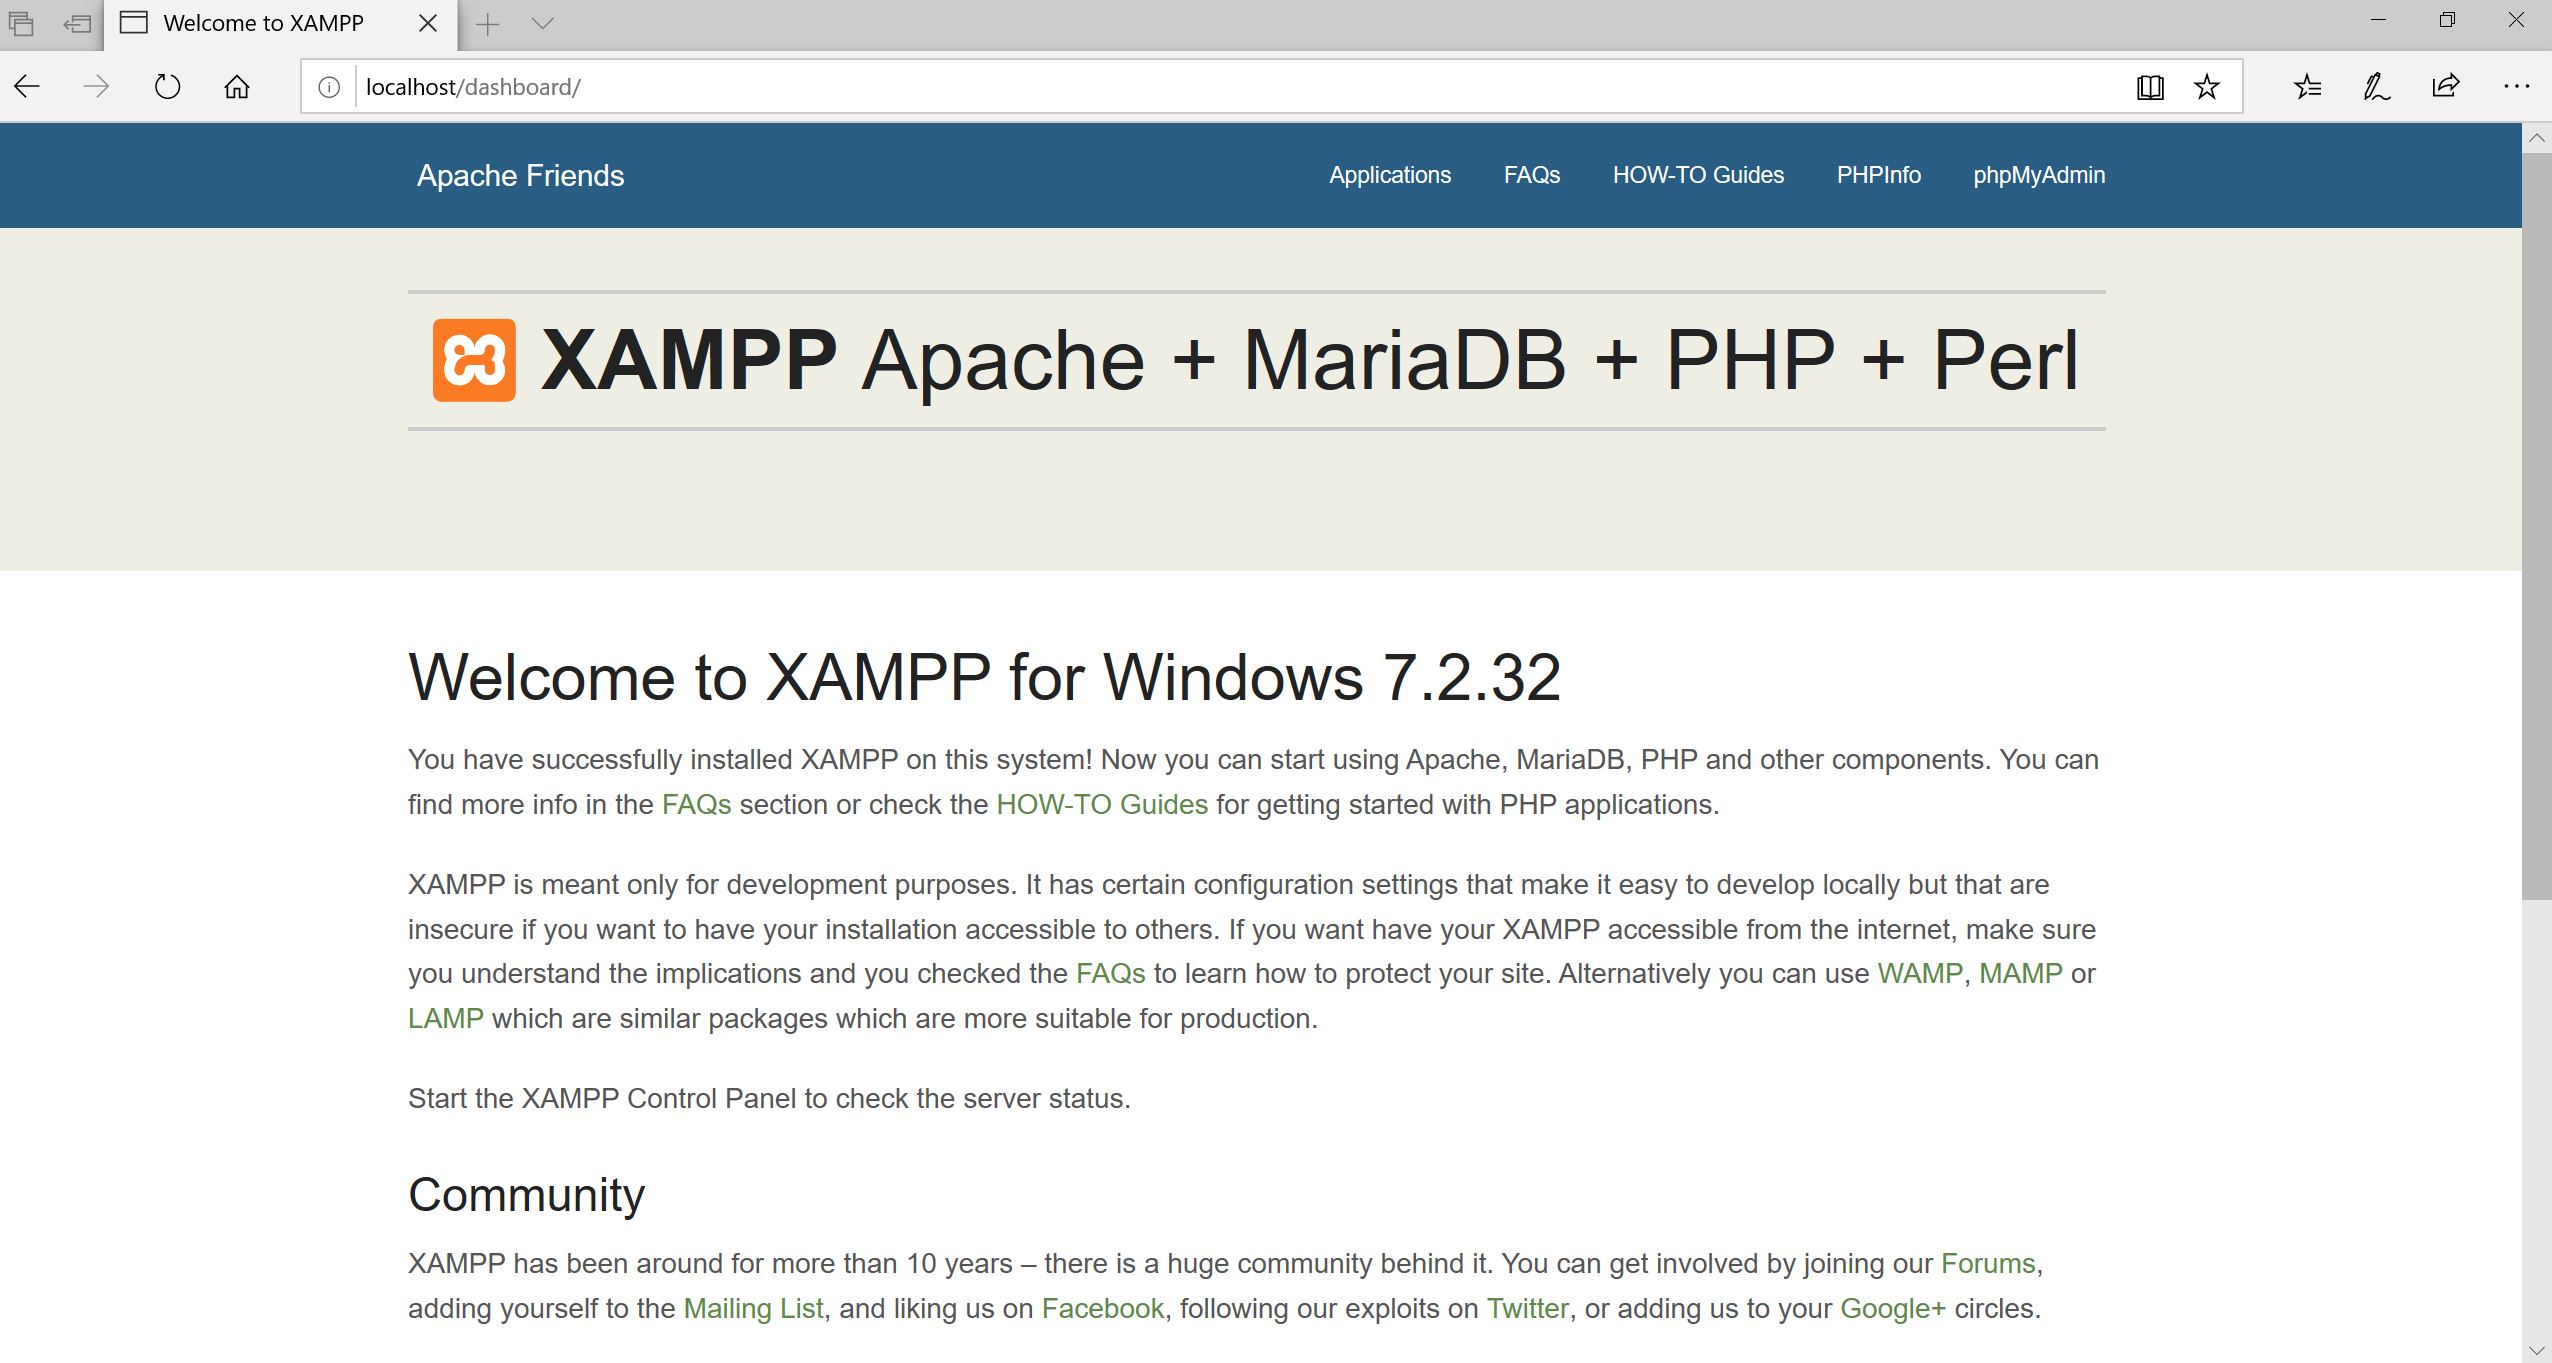 Welcome to XAMPP
localhost/dashboard/
Apache Friends
Applications FAQs HOW-TO Guides PHPInfo phpMyAdmin
XAMPP Apache + MariaDB + PHP + Perl
Welcome to XAMPP for Windows 7.2.32
You have successfully installed XAMPP on this system! Now you can start using Apache, MariaDB, PHP and other components. You can
find more info in the FAQs section or check the HOW-TO Guides for getting started with PHP applications.
XAMPP is meant only for development purposes. It has certain configuration settings that make it easy to develop locally but that are
insecure if you want to have your installation accessible to others. If you want have your XAMPP accessible from the internet, make sure
you understand the implications and you checked the FAQs to learn how to protect your site. Alternatively you can use WAMP, MAMP or
LAMP which are similar packages which are more suitable for production.
Start the XAMPP Control Panel to check the server status.
Community
XAMPP has been around for more than 10 years – there is a huge community behind it. You can get involved by joining our Forums,
adding yourself to the Mailing List, and liking us on Facebook, following our exploits on Twitter, or adding us to your Google+ circles.